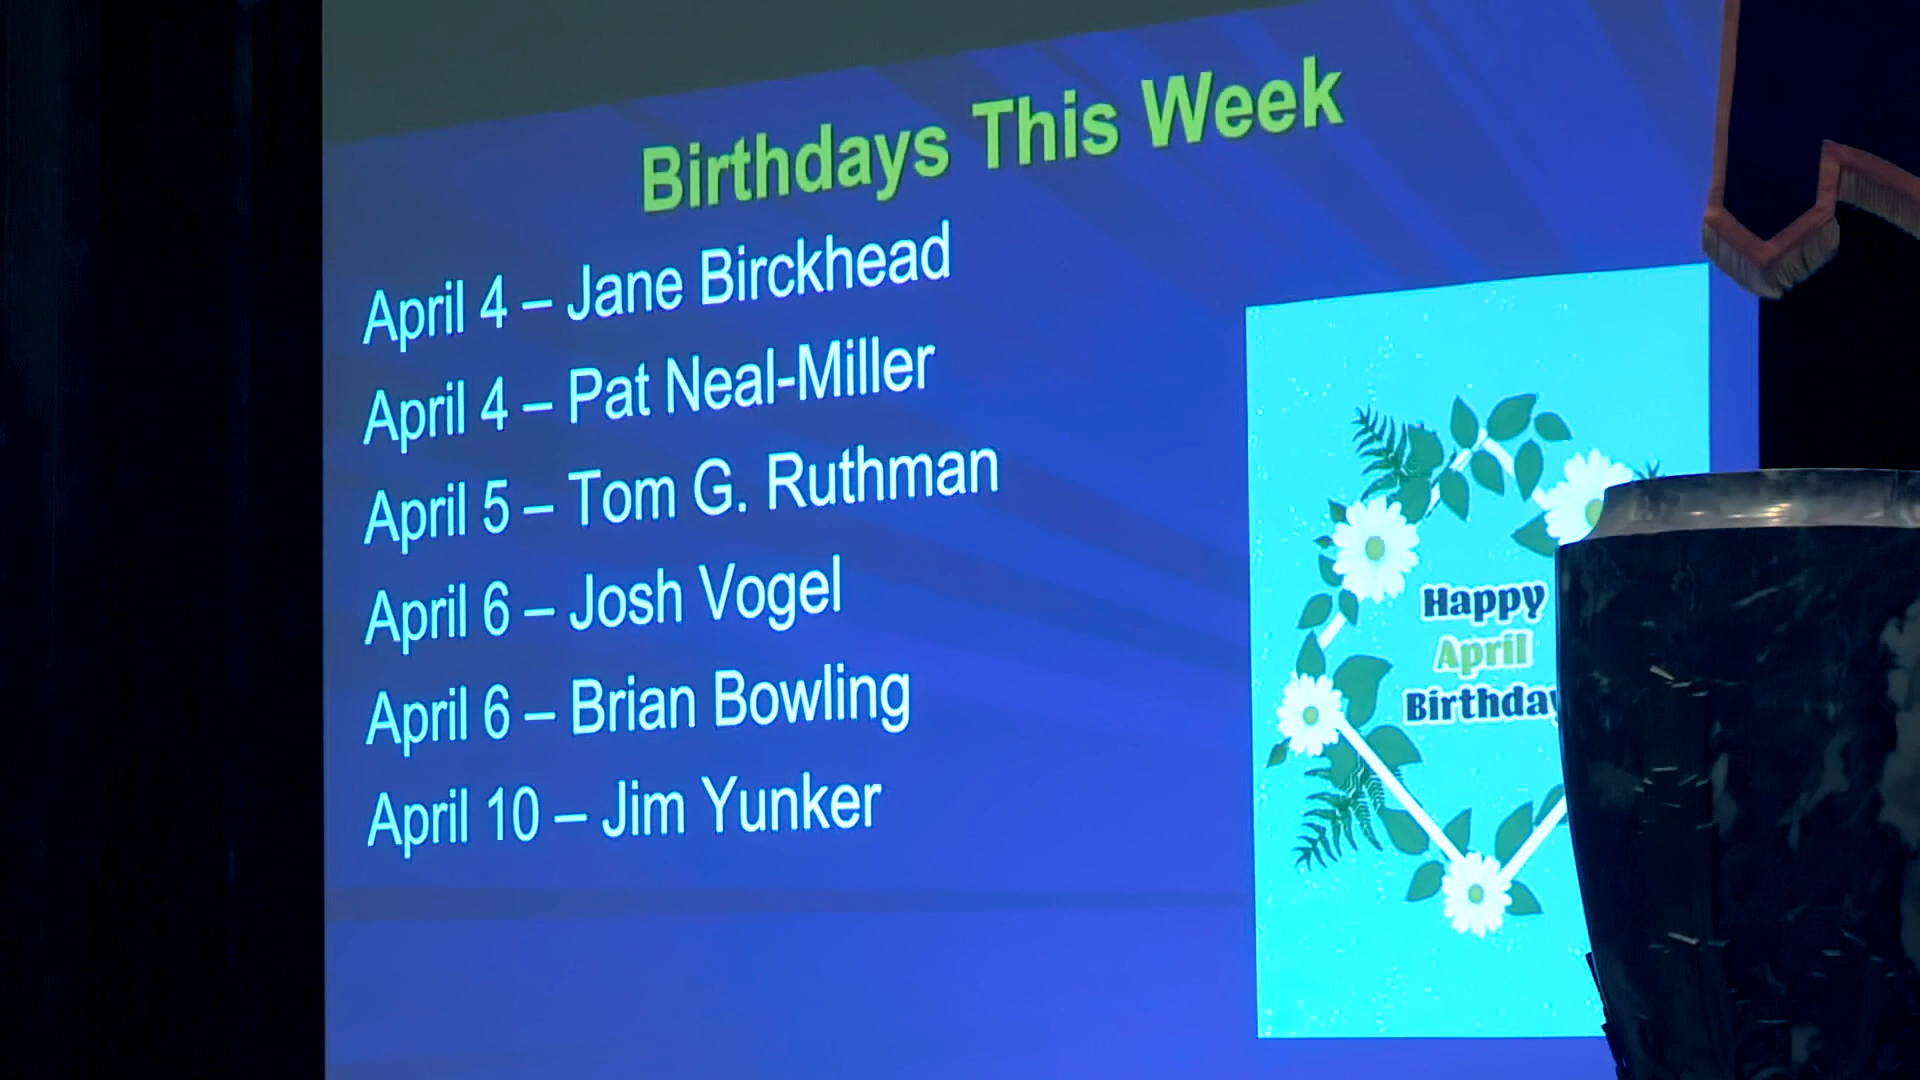 Birthdays This Week
April 4 – Jane Birckhead
April 4 – Pat Neal-Miller
April 5 – Tom G. Ruthman
April 6 – Josh Vogel
April 6 – Brian Bowling
April 10 – Jim Yunker
Happy
April
Birthday